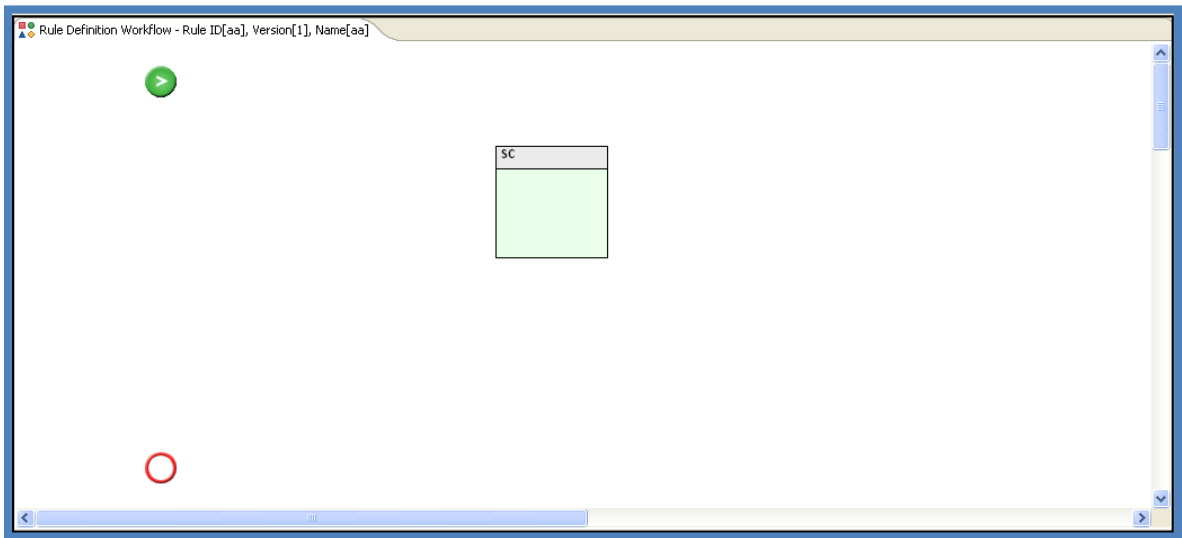 Rule Definition Workflow - Rule ID[aa], Version[1], Name[aa]
SC